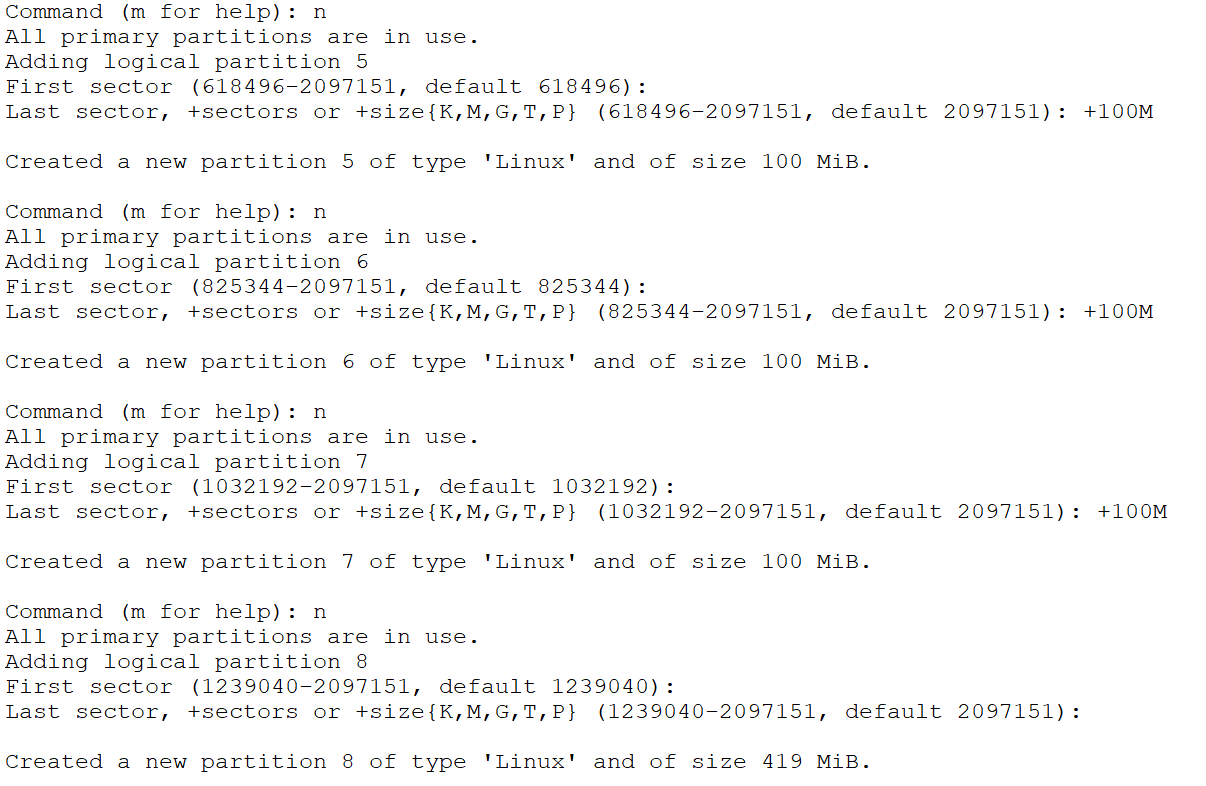 Command (m for help): n
All primary partitions are in use.
Adding logical partition 5
First sector (618496-2097151, default 618496):
Last sector, +sectors or +size{K,M,G,T,P} (618496-2097151, default 2097151): +100M
Created a new partition 5 of type 'Linux' and of size 100 MiB.
Command (m for help): n
All primary partitions are in use.
Adding logical partition 6
First sector (825344-2097151, default 825344):
Last sector, +sectors or +size{K,M,G,T,P} (825344-2097151, default 2097151): +100M
Created a new partition 6 of type 'Linux' and of size 100 MiB.
Command (m for help): n
All primary partitions are in use.
Adding logical partition 7
First sector (1032192-2097151, default 1032192):
Last sector, +sectors or +size{K,M,G,T,P} (1032192-2097151, default 2097151): +100M
Created a new partition 7 of type 'Linux' and of size 100 MiB.
Command (m for help): n
All primary partitions are in use.
Adding logical partition 8
First sector (1239040-2097151, default 1239040):
Last sector, +sectors or +size{K,M,G,T,P} (1239040-2097151, default 2097151):
Created a new partition 8 of type 'Linux' and of size 419 MiB.